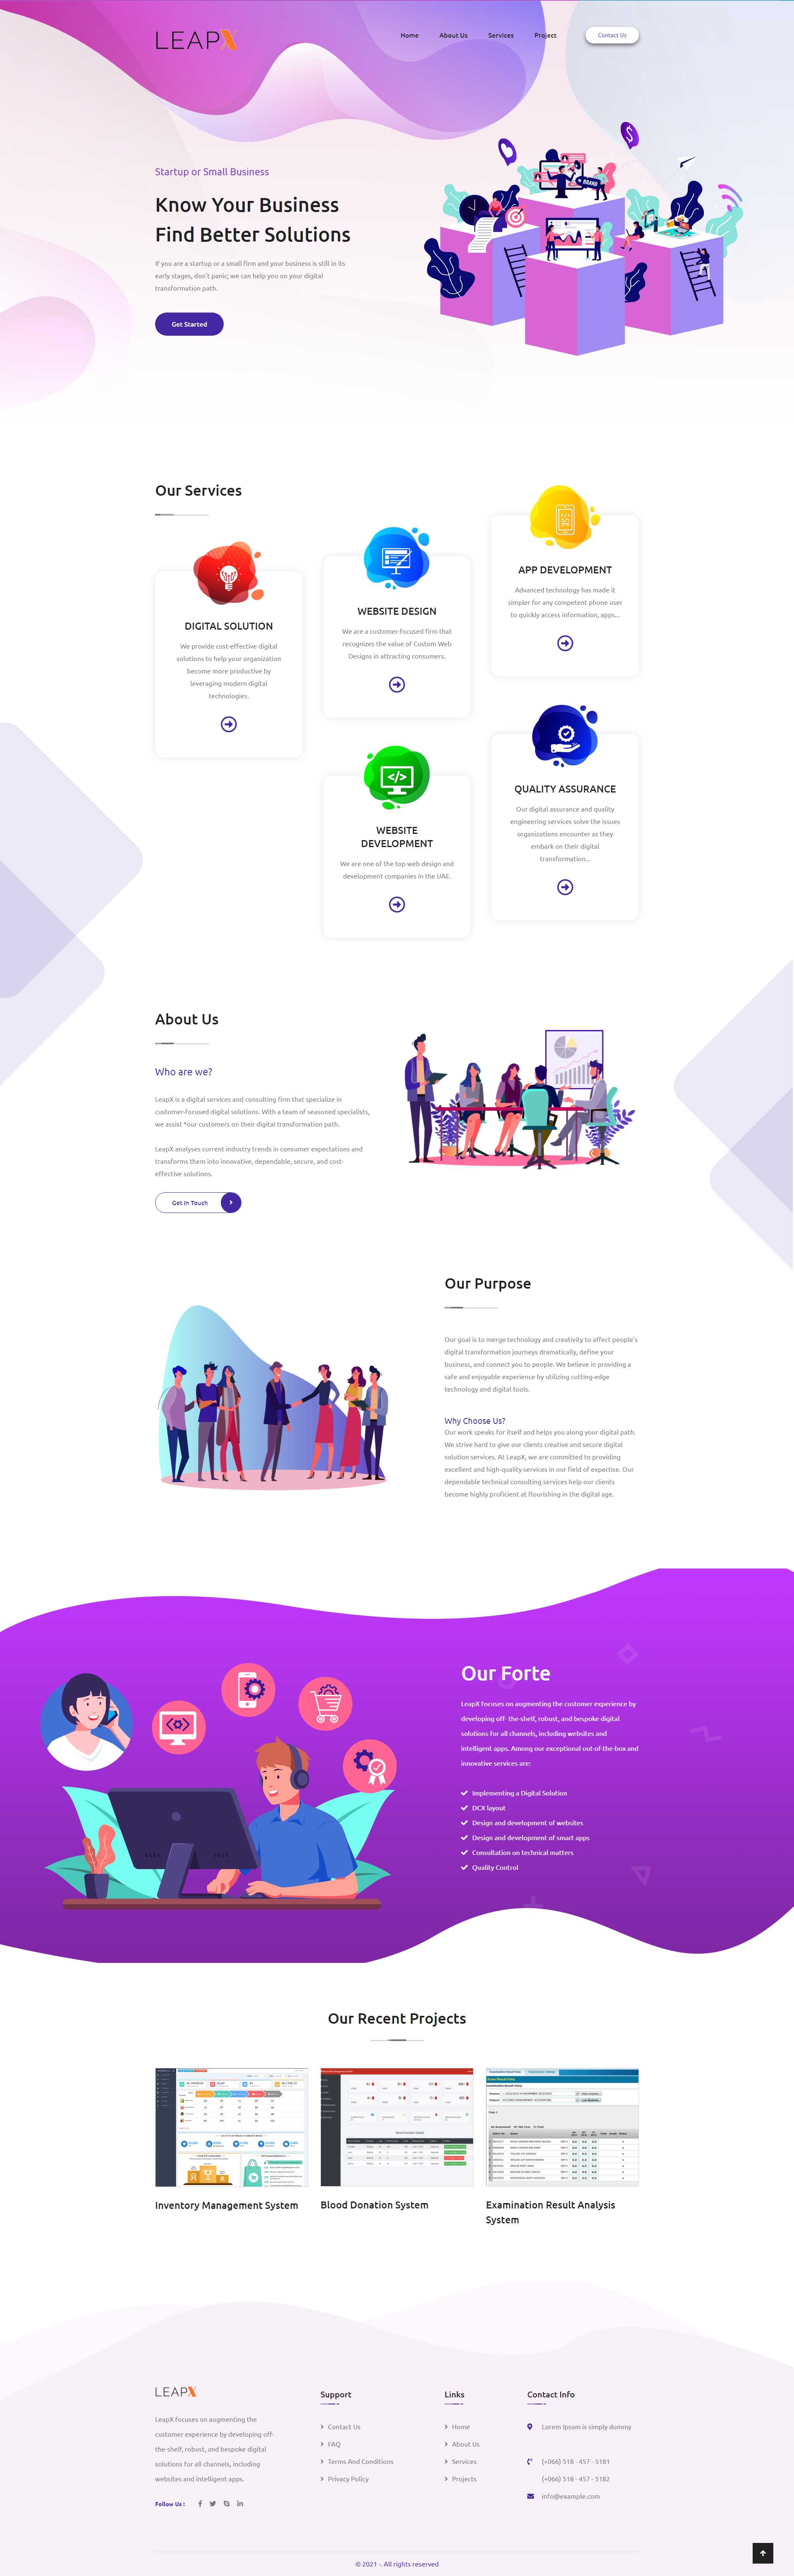 LEAPX
Home
About Us
Services
Project
Contact Us
Startup or Small Business
Know Your Business
Find Better Solutions
If you are a startup or a small firm and your business is still in its
early stages, don't panic; we can help you on your digital
transformation path.
Get Started
BRAND
Our Services
DIGITAL SOLUTION
We provide cost-effective digital
solutions to help your organization
become more productive by
leveraging modern digital
technologies.
WEBSITE DESIGN
We are a customer-focused firm that
recognizes the value of Custom Web
Designs in attracting consumers.
APP DEVELOPMENT
Advanced technology has made it
simpler for any competent phone user
to quickly access information, apps...
WEBSITE
DEVELOPMENT
We are one of the top web design and
development companies in the UAE.
QUALITY ASSURANCE
Our digital assurance and quality
engineering services solve the issues
organizations encounter as they
embark on their digital
transformation...
About Us
Who are we?
LeapX is a digital services and consulting firm that specialize in
customer-focused digital solutions. With a team of seasoned specialists,
we assist *our customers on their digital transformation path.
LeapX analyses current industry trends in consumer expectations and
transforms them into innovative, dependable, secure, and cost-
effective solutions.
Get In Touch
Our Purpose
Our goal is to merge technology and creativity to affect people's
digital transformation journeys dramatically, define your
business, and connect you to people. We believe in providing a
safe and enjoyable experience by utilizing cutting-edge
technology and digital tools.
Why Choose Us?
Our work speaks for itself and helps you along your digital path.
We strive hard to give our clients creative and secure digital
solution services. At LeapX, we are committed to providing
excellent and high-quality services in our field of expertise. Our
dependable technical consulting services help our clients
become highly proficient at flourishing in the digital age.
Our Forte
LeapX focuses on augmenting the customer experience by
developing off- the-shelf, robust, and bespoke digital
solutions for all channels, including websites and
intelligent apps. Among our exceptional out-of-the-box and
innovative services are:
Implementing a Digital Solution
DCX layout
Design and development of websites
Design and development of smart apps
Consultation on technical matters
Quality Control
Our Recent Projects
Inventory Management System
Blood Donation System
Examination Result Analysis
System
LEAPX
LeapX focuses on augmenting the
customer experience by developing off-
the-shelf, robust, and bespoke digital
solutions for all channels, including
websites and intelligent apps.
Follow Us :
Support
Contact Us
FAQ
Terms And Conditions
Privacy Policy
Links
Home
About Us
Services
Projects
Contact Info
Lorem Ipsum is simply dummy
(+066) 518 - 457 - 5181
(+066) 518 - 457 - 5182
info@example.com
© 2021 -. All rights reserved